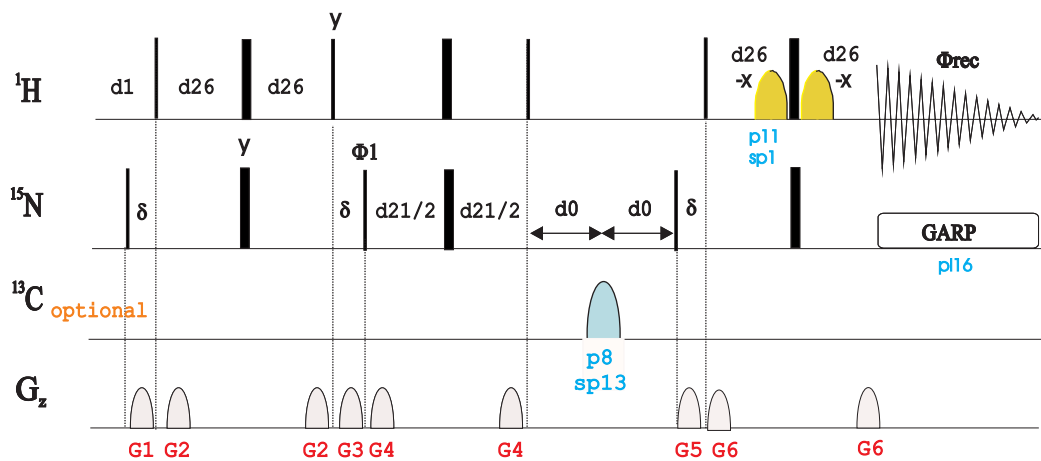 y
d26 d26 Φrec
¹H d1 d26 d26 -X -X
p11
sp1
y Φ1
¹⁵N δ δ d21/2 d21/2 d0 d0 δ
GARP
pl16
¹³C optional
p8
sp13
Gz
G1 G2 G2 G3 G4 G4 G5 G6 G6